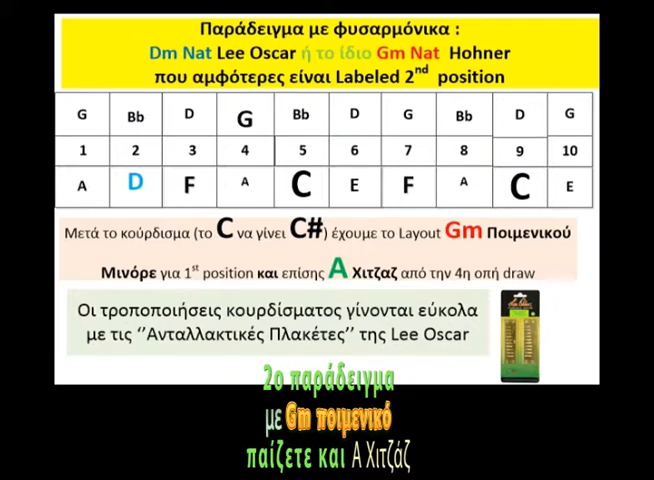 Παράδειγμα με φυσαρμόνικα :
Dm Nat Lee Oscar ή το ίδιο Gm Nat Hohner
που αμφότερες είναι Labeled 2nd position
G Bb D G Bb D G Bb D G
1 2 3 4 5 6 7 8 9 10
A D F A C E F A C E
Μετά το κούρδισμα (το C να γίνει C#) έχουμε το Layout Gm Ποιμενικού
Μινόρε για 1st position και επίσης A Χιτζαζ από την 4η οπή draw
Οι τροποποιήσεις κουρδίσματος γίνονται εύκολα
με τις ‘’Ανταλλακτικές Πλακέτες’’ της Lee Oscar
2ο παράδειγμα
με Gm ποιμενικό
παίζετε και Α Χιτζάζ